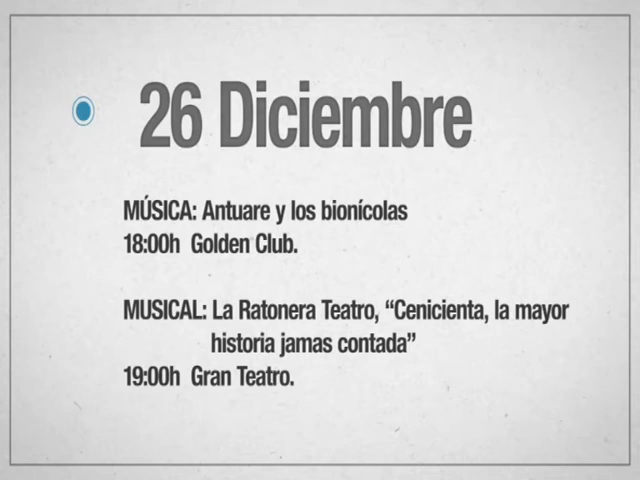 26 Diciembre
MÚSICA: Antuare y los bionícolas
18:00h Golden Club.
MUSICAL: La Ratonera Teatro, “Cenicienta, la mayor
historia jamas contada”
19:00h Gran Teatro.